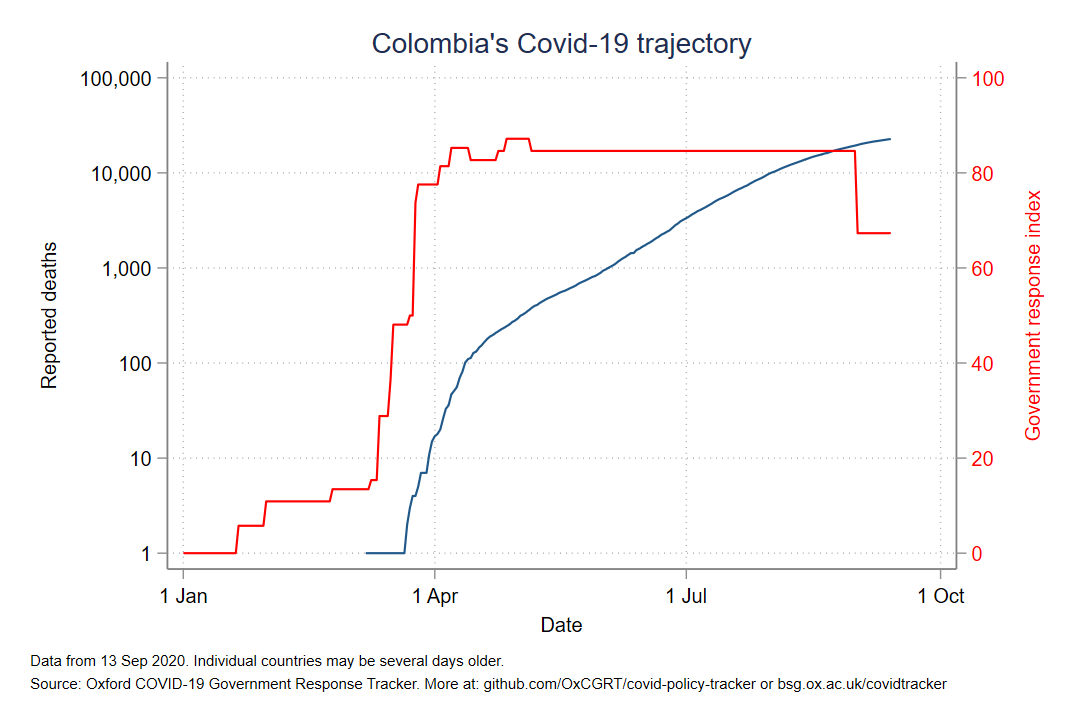 Colombia's Covid-19 trajectory
100,000
10,000
1,000
100
10
1
Reported deaths
100
80
60
40
20
0
Government response index
1 Jan
1 Apr
1 Jul
1 Oct
Date
Data from 13 Sep 2020. Individual countries may be several days older.
Source: Oxford COVID-19 Government Response Tracker. More at: github.com/OxCGRT/covid-policy-tracker or bsg.ox.ac.uk/covidtracker